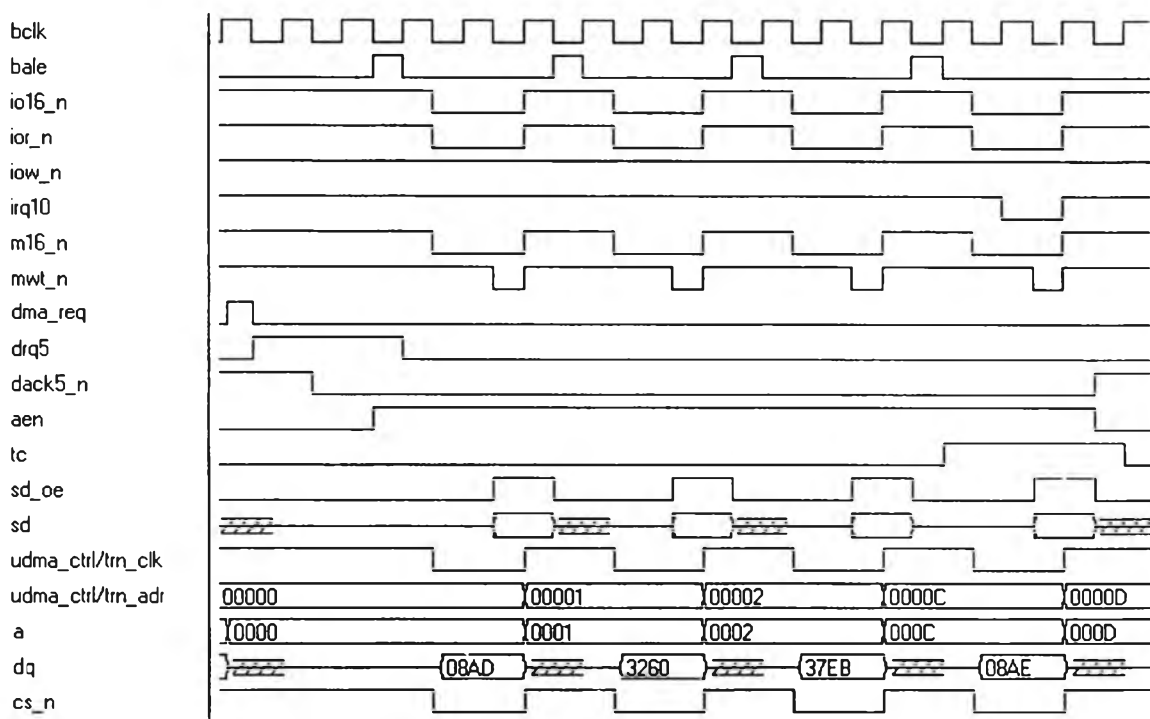 bclk
bale
io16_n
ior_n
iow_n
irq10
m16_n
mwt_n
dma_req
drq5
dack5_n
aen
tc
sd_oe
sd
udma_ctrl/trn_clk
udma_ctrl/trn_adr 00000 00001 00002 0000C 0000D
a 0000 0001 0002 000C 000D
dq 08AD 3260 37EB 08AE
cs_n